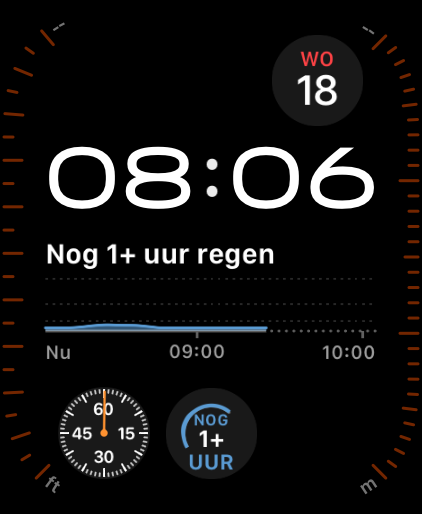 --
--
WO
18
08:06
Nog 1+ uur regen
Nu 09:00 10:00
60
45 15
30
NOG
1+
UUR
ft
m